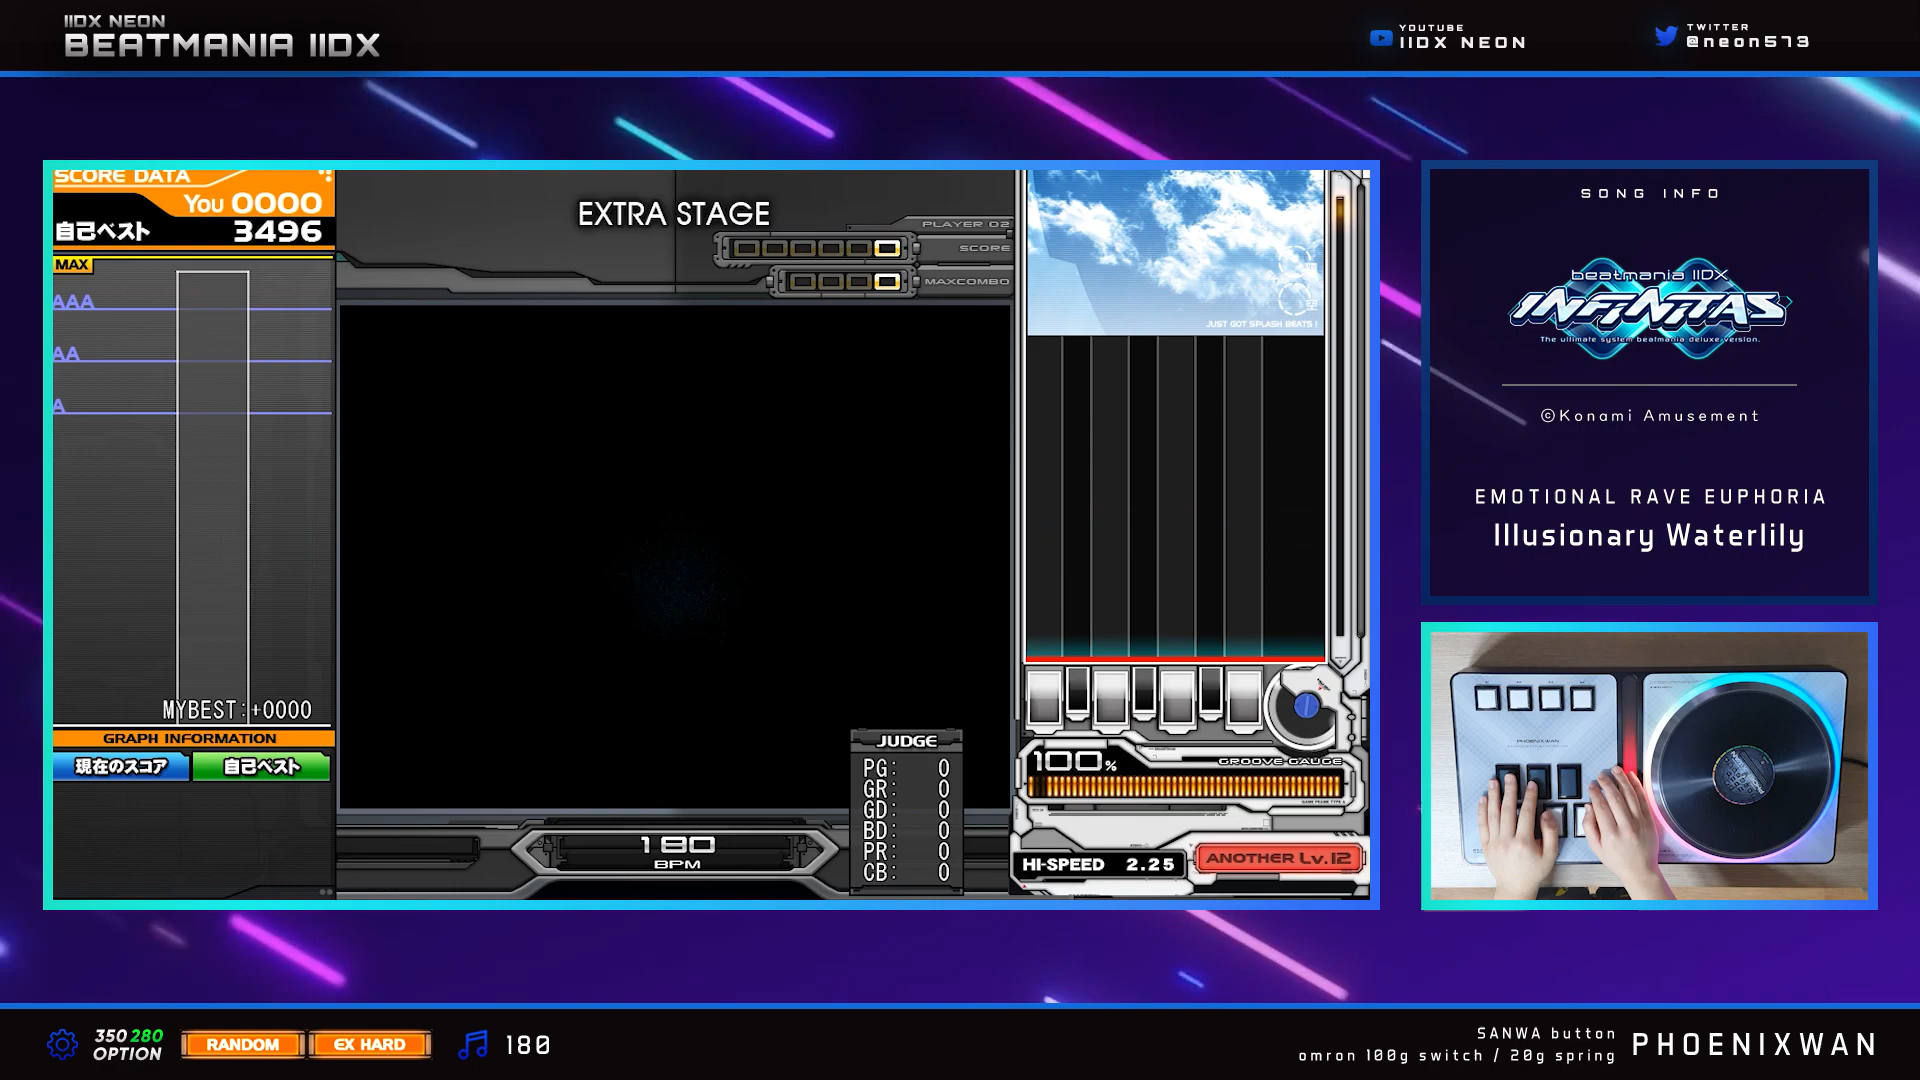 IIDX NEON
BEATMANIA IIDX
YOUTUBE
IIDX NEON
TWITTER
@neon573
SCORE DATA
You 0000
自己ベスト 3496
MAX
AAA
AA
A
MYBEST:+0000
GRAPH INFORMATION
現在のスコア 自己ベスト
EXTRA STAGE
PLAYER 02
SCORE
MAXCOMBO
180
BPM
JUDGE
PG: 0
GR: 0
GD: 0
BD: 0
PR: 0
CB: 0
JUST GOT SPLASH BEATS !
100%
GROOVE GAUGE
GAME FRAME TYPE A
HI-SPEED 2.25
ANOTHER Lv.12
SONG INFO
beatmania IIDX
INFINITAS
The ultimate system beatmania deluxe version.
©Konami Amusement
EMOTIONAL RAVE EUPHORIA
Illusionary Waterlily
PHOENIXWAN
350 280
OPTION
RANDOM
EX HARD
180
SANWA button
omron 100g switch / 20g spring
PHOENIXWAN